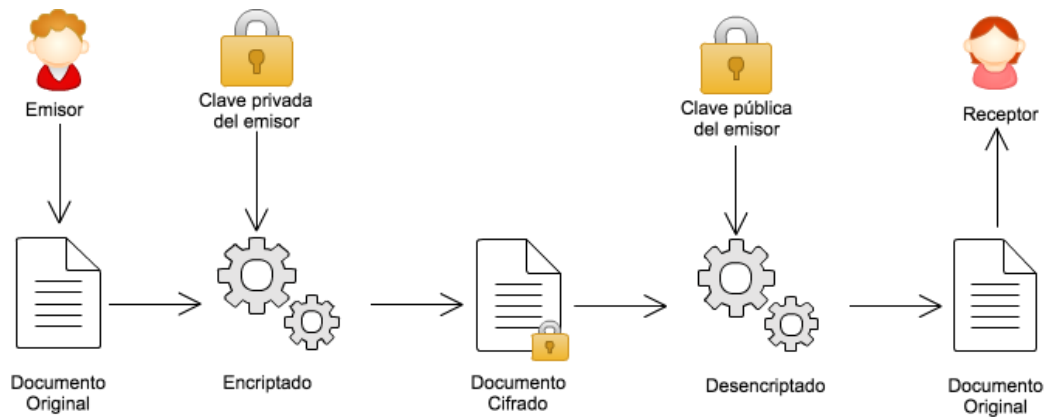 Emisor
Clave privada
del emisor
Clave pública
del emisor
Receptor
Documento
Original
Encriptado
Documento
Cifrado
Desencriptado
Documento
Original